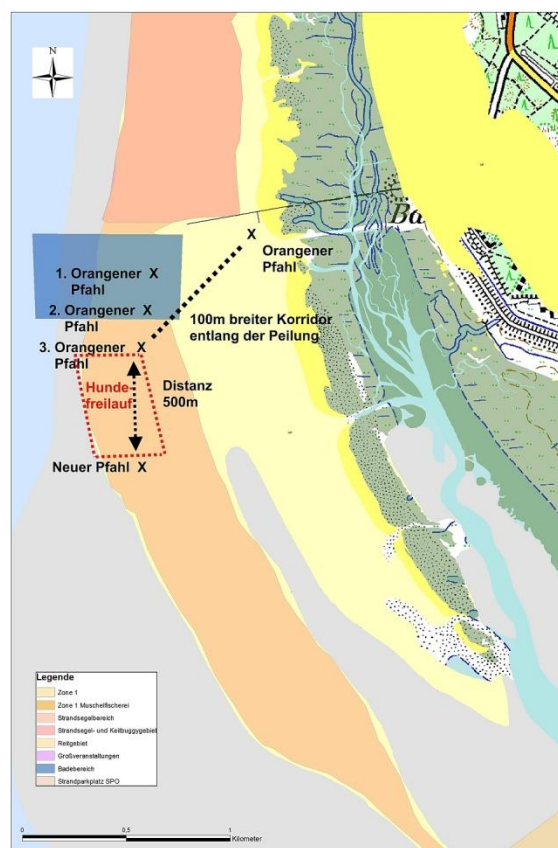 N
Ba
Orangener
Pfahl
1. Orangener X
Pfahl
2. Orangener X
Pfahl
100m breiter Korridor
entlang der Peilung
3. Orangener X
Pfahl
Hunde-
freilauf
Distanz
500m
Neuer Pfahl X
X
Legende
Zone 1
Zone 1 Muschelfischerei
Strandsegelbereich
Strandsegel- und Keitbuggygebiet
Reitgebiet
Großveranstaltungen
Badebereich
Strandparkplatz SPO
0 0,5 1
Kilometer